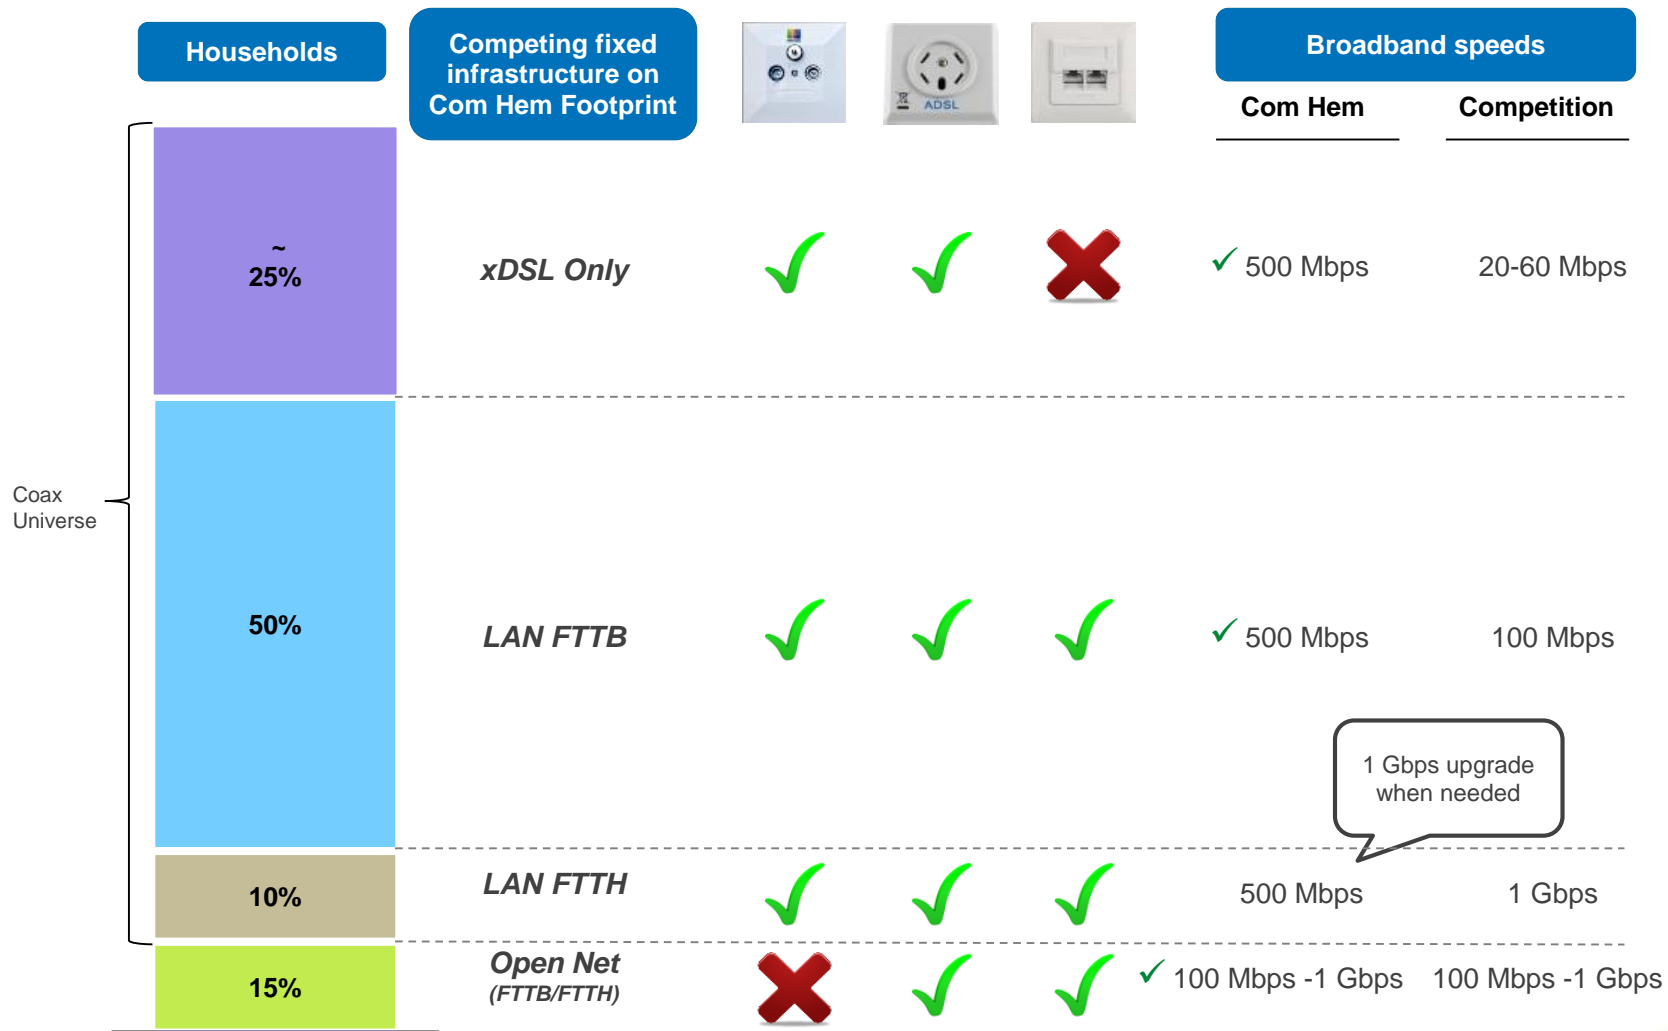 Households
Competing fixed
infrastructure on
Com Hem Footprint
ADSL
Broadband speeds
Com Hem
Competition
~
25%
xDSL Only
500 Mbps
20-60 Mbps
Coax
Universe
50%
LAN FTTB
500 Mbps
100 Mbps
1 Gbps upgrade
when needed
10%
LAN FTTH
500 Mbps
1 Gbps
15%
Open Net
(FTTB/FTTH)
100 Mbps -1 Gbps
100 Mbps -1 Gbps